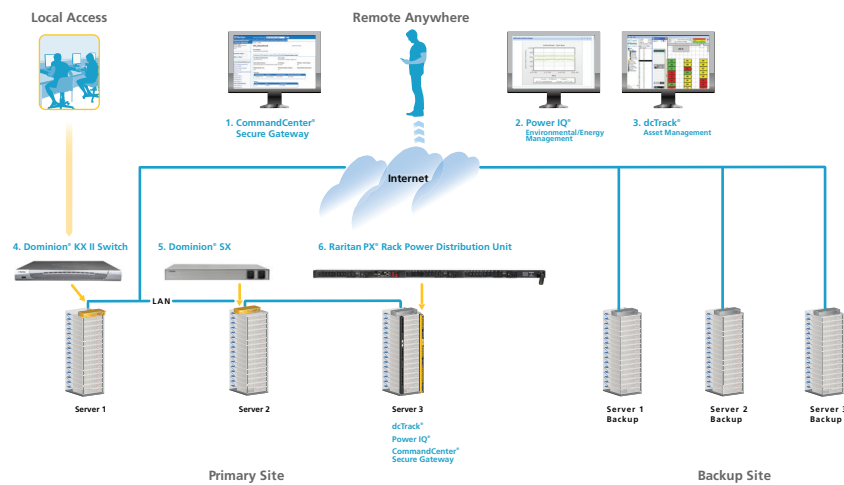 Local Access
Remote Anywhere
1. CommandCenter®
Secure Gateway
2. Power IQ®
Environmental/Energy
Management
3. dcTrack®
Asset Management
Internet
4. Dominion® KX II Switch
5. Dominion® SX
6. Raritan PX® Rack Power Distribution Unit
LAN
Server 1
Server 2
Server 3
dcTrack®
Power IQ®
CommandCenter®
Secure Gateway
Server 1
Backup
Server 2
Backup
Server 3
Backup
Primary Site
Backup Site